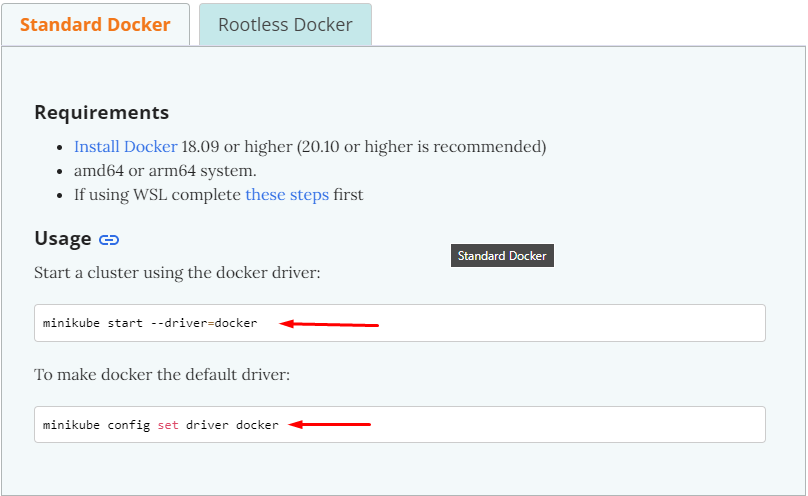 Standard Docker
Rootless Docker
Requirements
Install Docker 18.09 or higher (20.10 or higher is recommended)
amd64 or arm64 system.
If using WSL complete these steps first
Usage
Standard Docker
Start a cluster using the docker driver:
minikube start --driver=docker
To make docker the default driver:
minikube config set driver docker